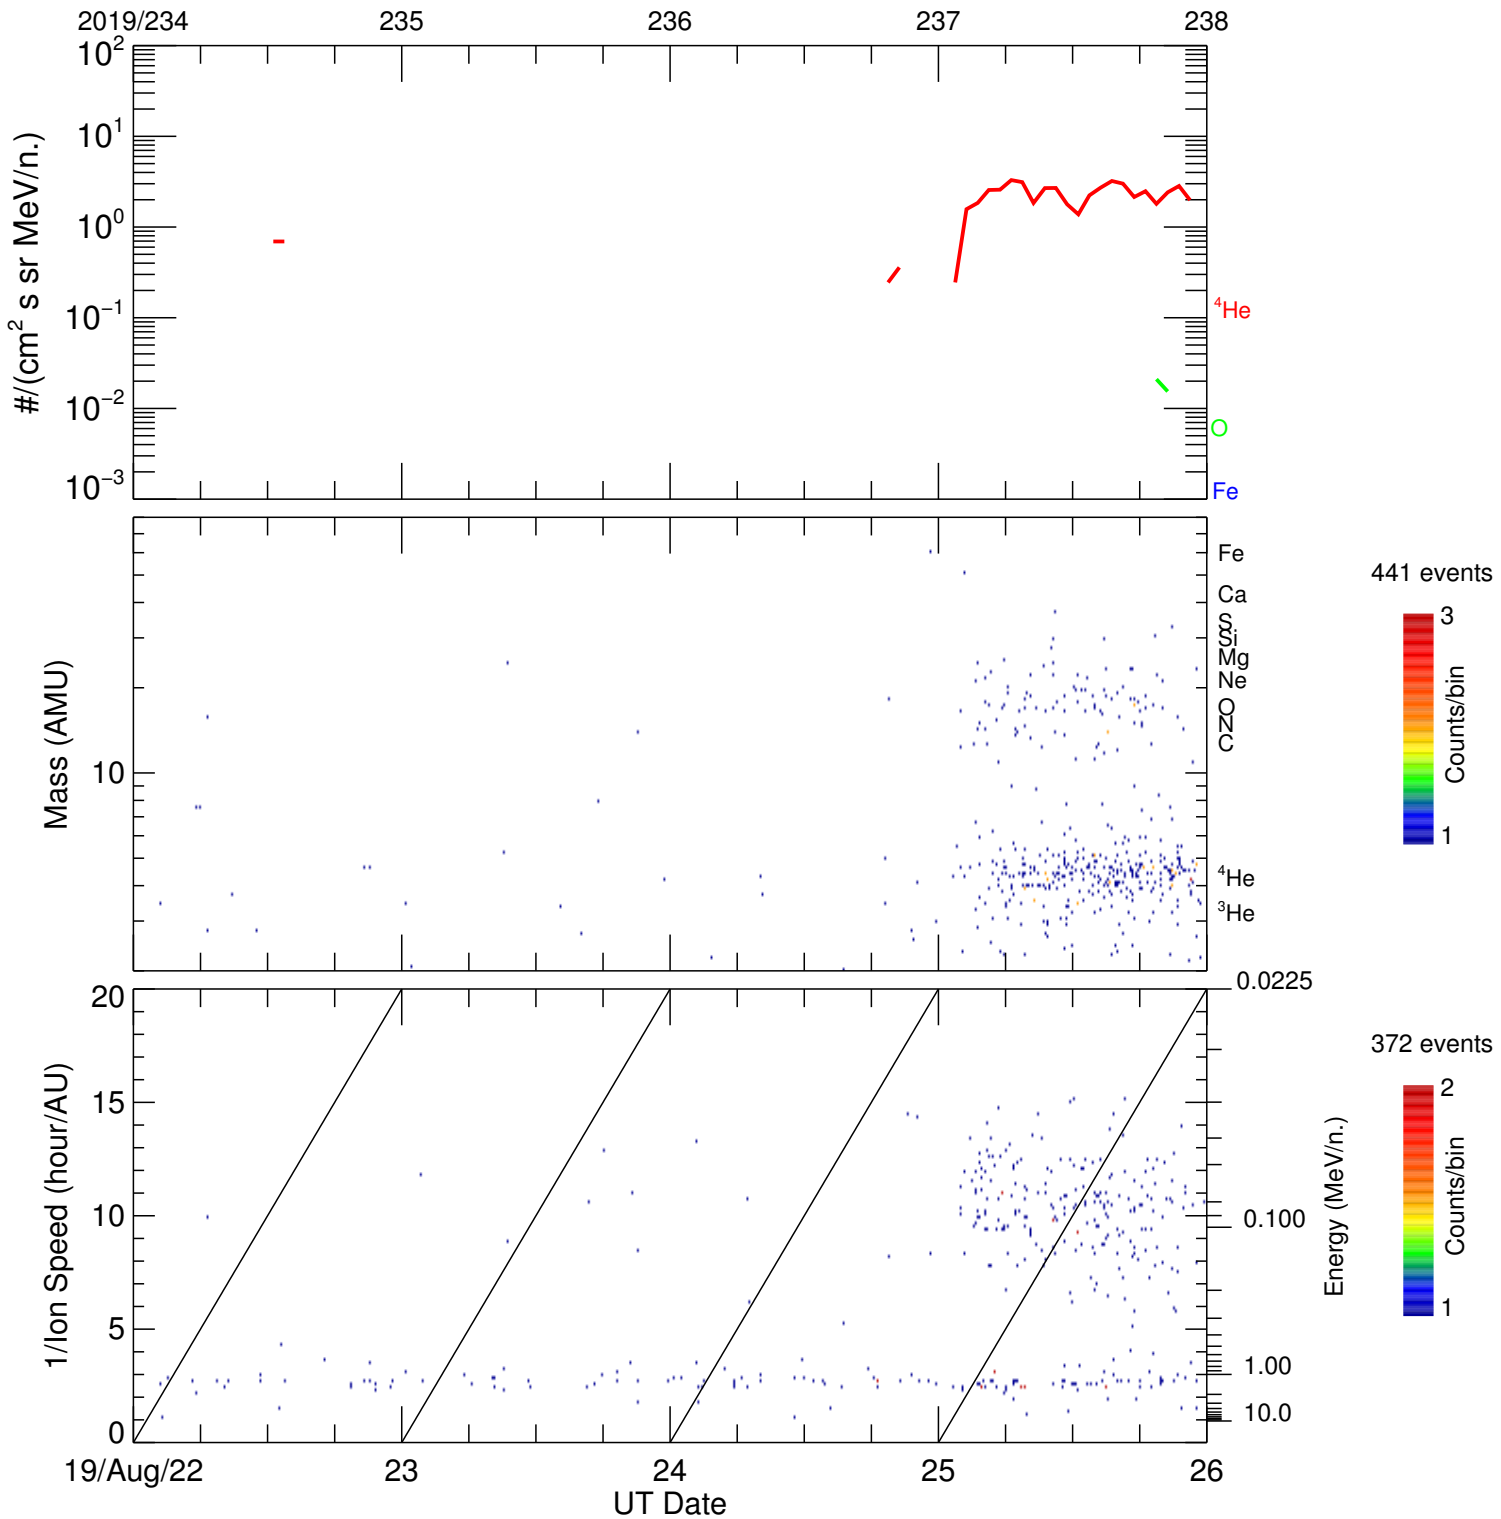 2019/234 235 236 237 238
10² 10¹ 10⁰ 10⁻¹ 10⁻² 10⁻³
#/(cm² s sr MeV/n.)
⁴He
O
Fe
Mass (AMU)
10
Fe
Ca
S
Si
Mg
Ne
O
N
C
⁴He
³He
441 events
3
Counts/bin
1
1/Ion Speed (hour/AU)
20
15
10
5
0
0.0225
0.100
1.00
10.0
Energy (MeV/n.)
372 events
2
Counts/bin
1
19/Aug/22 23 24 25 26
UT Date